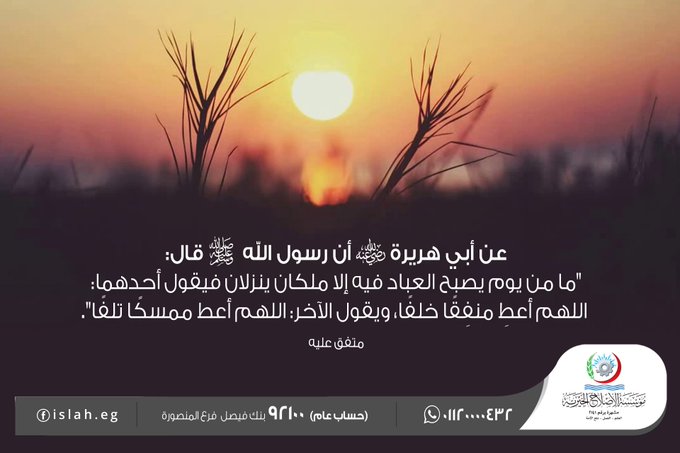 عن أبي هريرة رضي الله عنه أن رسول الله ﷺ قال:
"ما من يوم يصبح العباد فيه إلا ملكان ينزلان فيقول أحدهما:
اللهم أعطِ منفِقًا خلفًا، ويقول الآخر: اللهم أعط ممسكًا تلفًا".
متفق عليه
مؤسسة الإصلاح الخيرية
٠١١٢٠٠٠٠٤٣٢
(حساب عام) ٩٢١٠٠ بنك فيصل فرع المنصورة
islah.eg